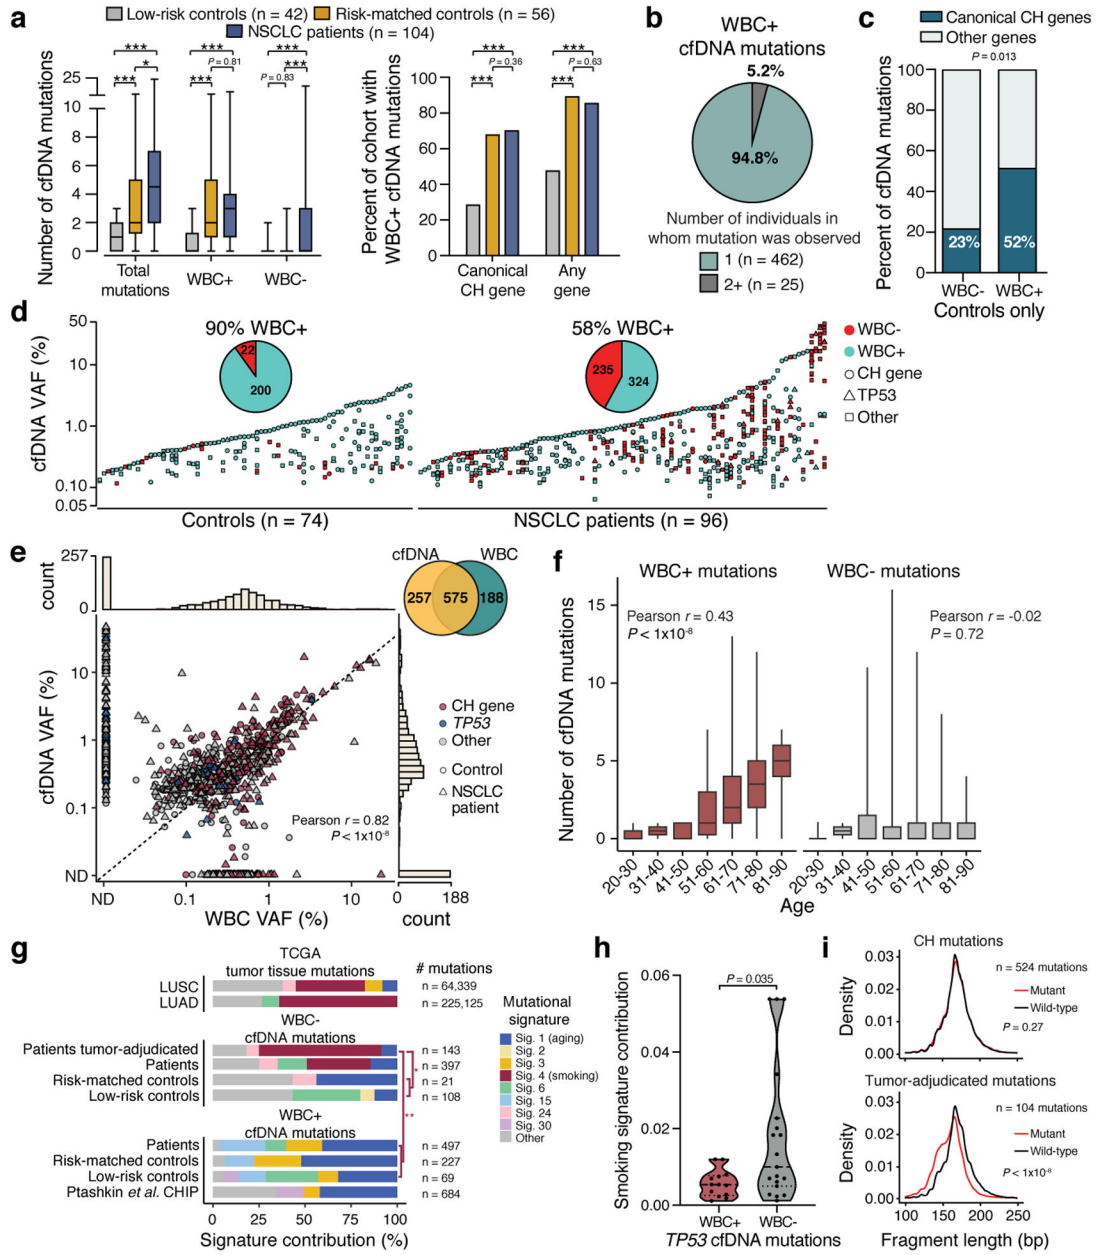 a
Low-risk controls (n = 42)
Risk-matched controls (n = 56)
NSCLC patients (n = 104)
Number of cfDNA mutations
25
10
8
6
4
2
0
***
***
*
***
***
P = 0.81
***
P = 0.83
***
Total
mutations
WBC+
WBC-
Percent of cohort with
WBC+ cfDNA mutations
100
80
60
40
20
0
***
P = 0.36
***
***
P = 0.63
***
Canonical
CH gene
Any
gene
b
WBC+
cfDNA mutations
5.2%
94.8%
Number of individuals in
whom mutation was observed
1 (n = 462)
2+ (n = 25)
c
Canonical CH genes
Other genes
P = 0.013
Percent of cfDNA mutations
100
80
60
40
20
0
23%
52%
WBC-
WBC+
Controls only
d
cfDNA VAF (%)
50
10
1.0
0.10
0.05
90% WBC+
22
200
58% WBC+
235
324
WBC-
WBC+
CH gene
TP53
Other
Controls (n = 74)
NSCLC patients (n = 96)
e
257
count
0
cfDNA
WBC
257
575
188
cfDNA VAF (%)
10
1
0.1
ND
CH gene
TP53
Other
Control
NSCLC
patient
Pearson r = 0.82
P < 1x10⁻⁸
ND
0.1
1
10
WBC VAF (%)
0
188
count
f
WBC+ mutations
WBC- mutations
Number of cfDNA mutations
15
10
5
0
Pearson r = 0.43
P < 1x10⁻⁸
Pearson r = -0.02
P = 0.72
20-30
31-40
41-50
51-60
61-70
71-80
81-90
20-30
31-40
41-50
51-60
61-70
71-80
81-90
Age
g
TCGA
tumor tissue mutations
# mutations
LUSC
n = 64,339
LUAD
n = 225,125
WBC-
cfDNA mutations
Patients tumor-adjudicated
n = 143
Patients
n = 397
Risk-matched controls
n = 21
Low-risk controls
n = 108
*
**
WBC+
cfDNA mutations
Patients
n = 497
Risk-matched controls
n = 227
Low-risk controls
n = 69
Ptashkin et al. CHIP
n = 684
0
25
50
75
100
Signature contribution (%)
Mutational
signature
Sig. 1 (aging)
Sig. 2
Sig. 3
Sig. 4 (smoking)
Sig. 6
Sig. 15
Sig. 24
Sig. 30
Other
h
Smoking signature contribution
0.06
0.04
0.02
0.00
P = 0.035
WBC+
WBC-
TP53 cfDNA mutations
i
CH mutations
Density
0.03
0.02
0.01
0.00
n = 524 mutations
Mutant
Wild-type
P = 0.27
Tumor-adjudicated mutations
Density
0.03
0.02
0.01
0.00
n = 104 mutations
Mutant
Wild-type
P < 1x10⁻⁸
100
150
200
250
Fragment length (bp)